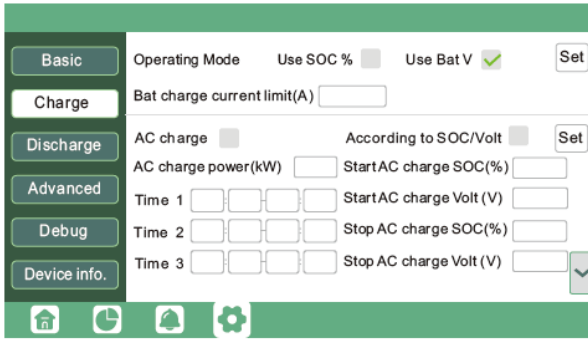 Basic
Charge
Discharge
Advanced
Debug
Device info.
Operating Mode Use SOC % Use Bat V Set
Bat charge current limit(A)
AC charge According to SOC/Volt Set
AC charge power(kW) Start AC charge SOC(%)
Time 1 : - : Start AC charge Volt (V)
Time 2 : - : Stop AC charge SOC(%)
Time 3 : - : Stop AC charge Volt (V)